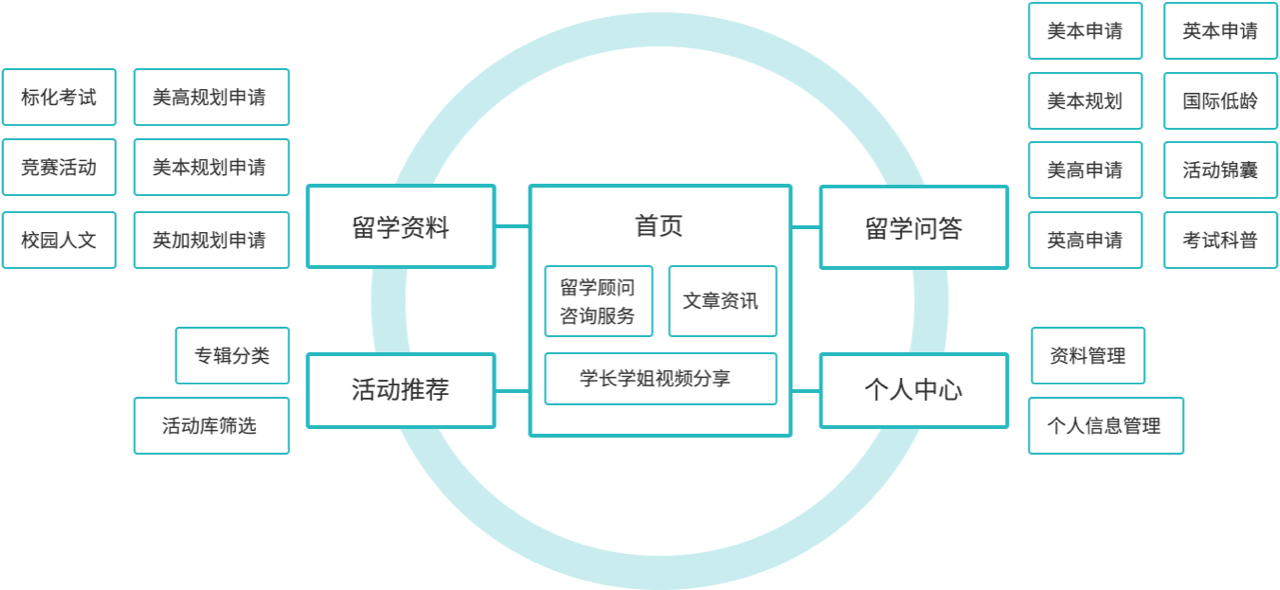 标化考试
美高规划申请
竞赛活动
美本规划申请
校园人文
英加规划申请
留学资料
专辑分类
活动库筛选
活动推荐
首页
留学顾问
咨询服务
文章资讯
学长学姐视频分享
留学问答
美本申请
英本申请
美本规划
国际低龄
美高申请
活动锦囊
英高申请
考试科普
个人中心
资料管理
个人信息管理